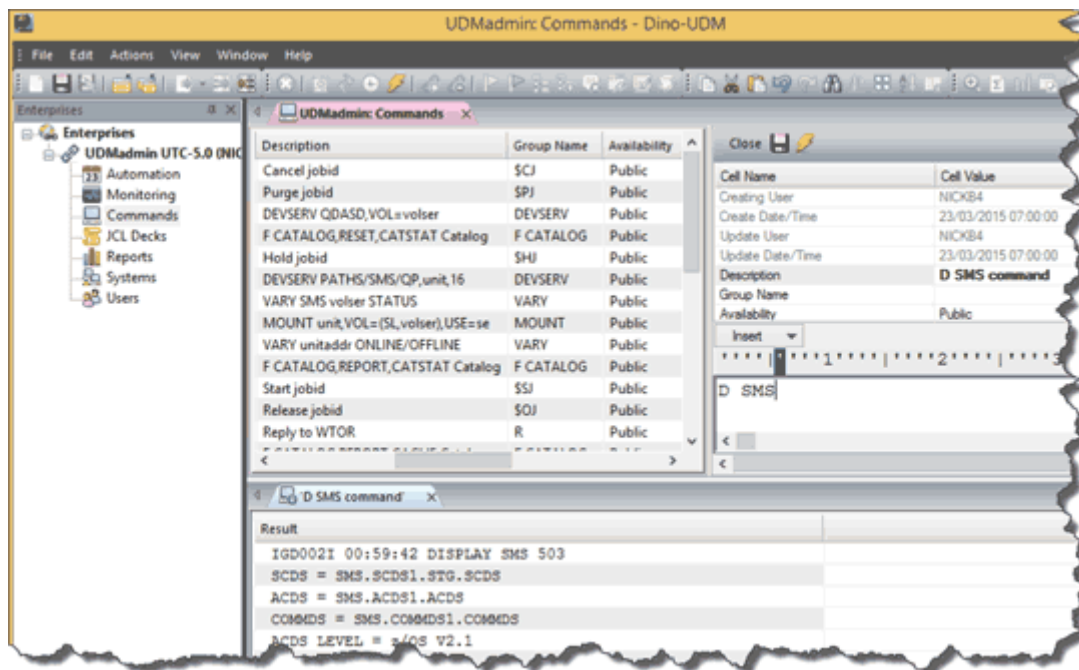 UDMadmin: Commands - Dino-UDM
File Edit Actions View Window Help
Enterprises
Enterprises
UDMadmin UTC-5.0 (NIC
Automation
Monitoring
Commands
JCL Decks
Reports
Systems
Users
UDMadmin: Commands
Description Group Name Availability
Cancel jobid $CJ Public
Purge jobid $PJ Public
DEVSERV QDASD,VOL=volser DEVSERV Public
F CATALOG,RESET,CATSTAT Catalog F CATALOG Public
Hold jobid $HJ Public
DEVSERV PATHS/SMS/QP,unit,16 DEVSERV Public
VARY SMS volser STATUS VARY Public
MOUNT unit,VOL=(SL,volser),USE=se MOUNT Public
VARY unitaddr ONLINE/OFFLINE VARY Public
F CATALOG,REPORT,CATSTAT Catalog F CATALOG Public
Start jobid $SJ Public
Release jobid $OJ Public
Reply to WTOR R Public
Close
Cell Name Cell Value
Creating User NICKB4
Create Date/Time 23/03/2015 07:00:00
Update User NICKB4
Update Date/Time 23/03/2015 07:00:00
Description D SMS command
Group Name
Availability Public
Insert
1 2 3
D SMS
'D SMS command'
Result
IGD002I 00:59:42 DISPLAY SMS 503
SCDS = SMS.SCDS1.STG.SCDS
ACDS = SMS.ACDS1.ACDS
COMMDS = SMS.COMMDS1.COMMDS
ACDS LEVEL = z/OS V2.1